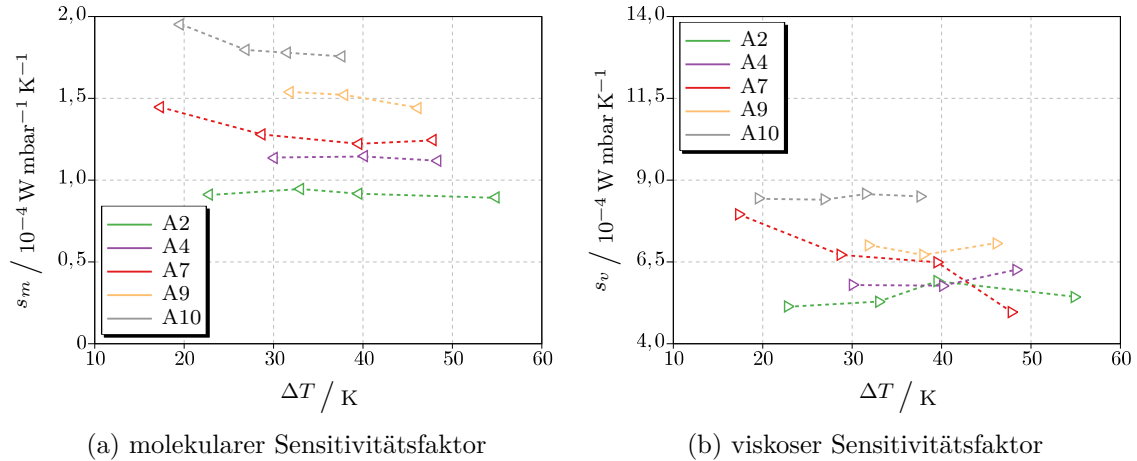 2,0
1,5
1,0
0,5
0
10 20 30 40 50 60
s_m / 10⁻⁴ W mbar⁻¹ K⁻¹
ΔT / K
A2
A4
A7
A9
A10
(a) molekularer Sensitivitätsfaktor
14,0
11,5
9,0
6,5
4,0
10 20 30 40 50 60
s_v / 10⁻⁴ W mbar K⁻¹
ΔT / K
A2
A4
A7
A9
A10
(b) viskoser Sensitivitätsfaktor